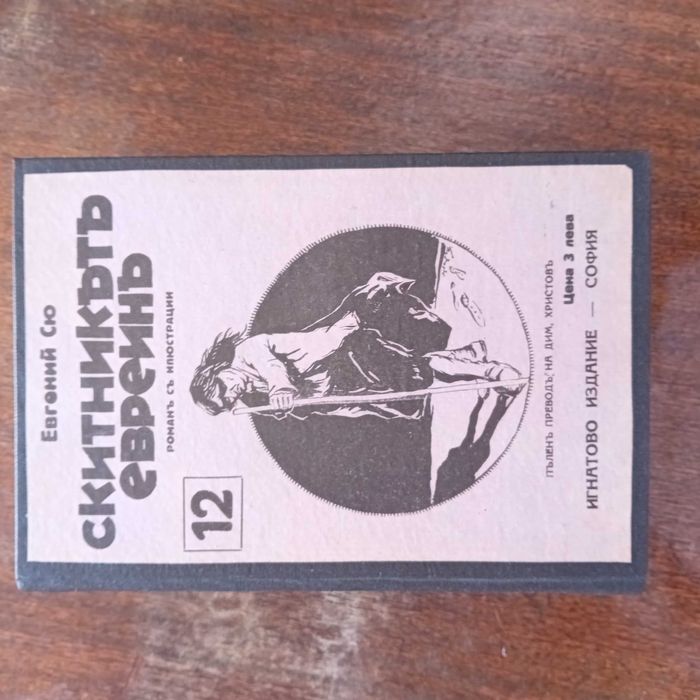 Евгений Сю
СКИТНИКЪТЪ
ЕВРЕИНЪ
РОМАНЪ СЪ ИЛЮСТРАЦИИ
12
ПЪЛЕНЪ ПРЕВОДЪ НА ДИМ. ХРИСТОВЪ
Цена 3 лева
ИГНАТОВО ИЗДАНИЕ — СОФИЯ